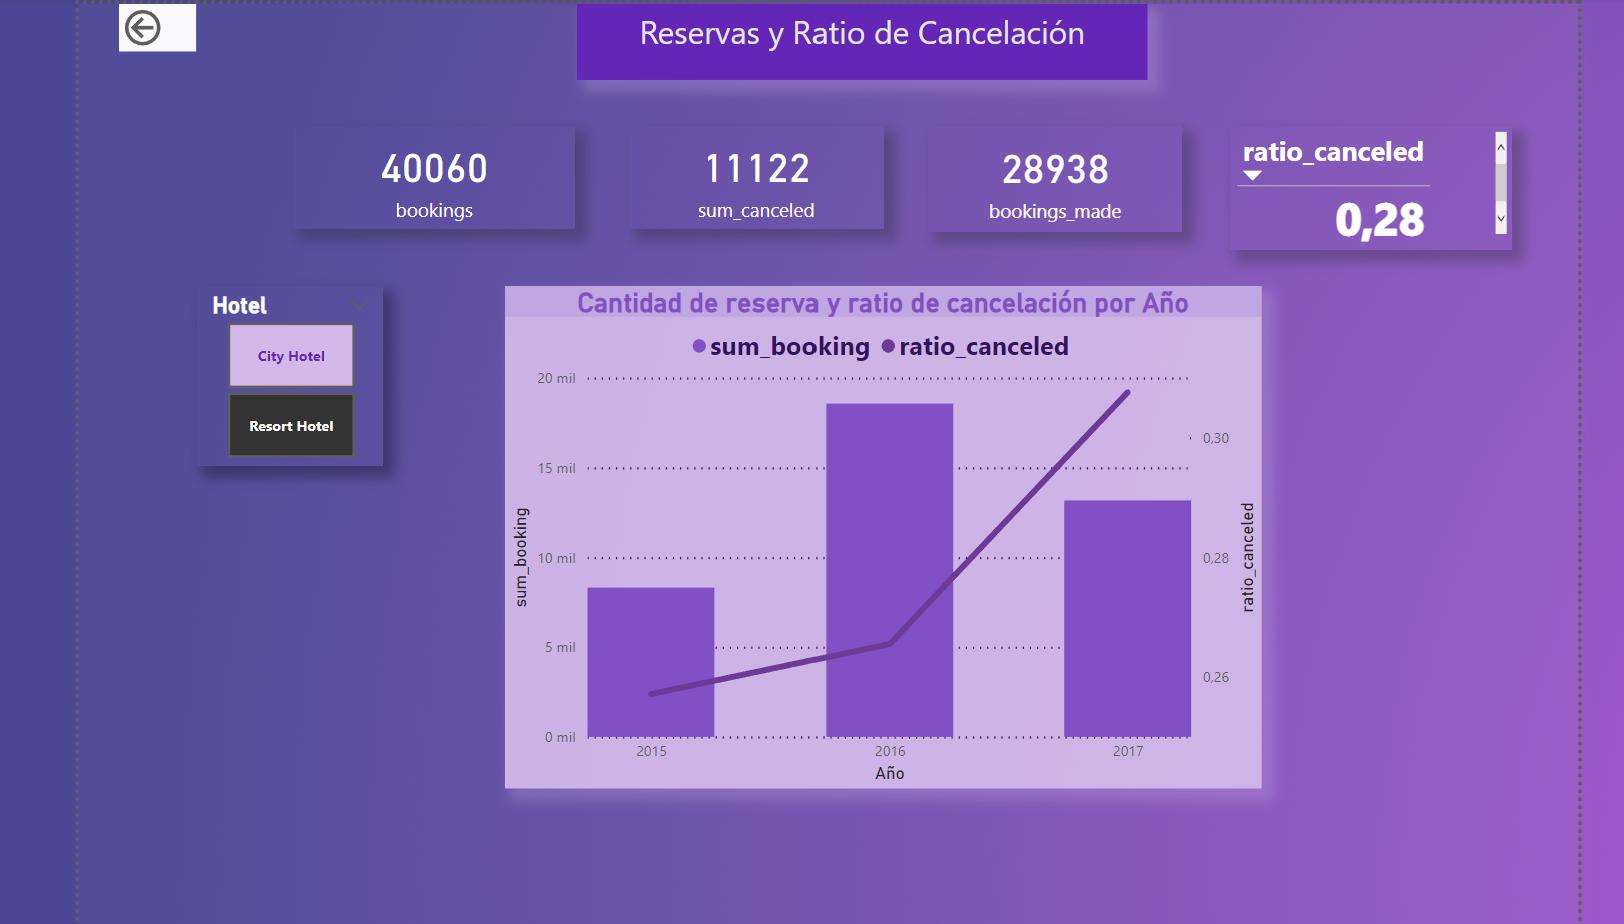 Reservas y Ratio de Cancelación
40060
bookings
11122
sum_canceled
28938
bookings_made
ratio_canceled
0,28
Hotel
City Hotel
Resort Hotel
Cantidad de reserva y ratio de cancelación por Año
sum_booking ratio_canceled
20 mil
15 mil
10 mil
5 mil
0 mil
sum_booking
0,30
0,28
0,26
ratio_canceled
2015 2016 2017
Año